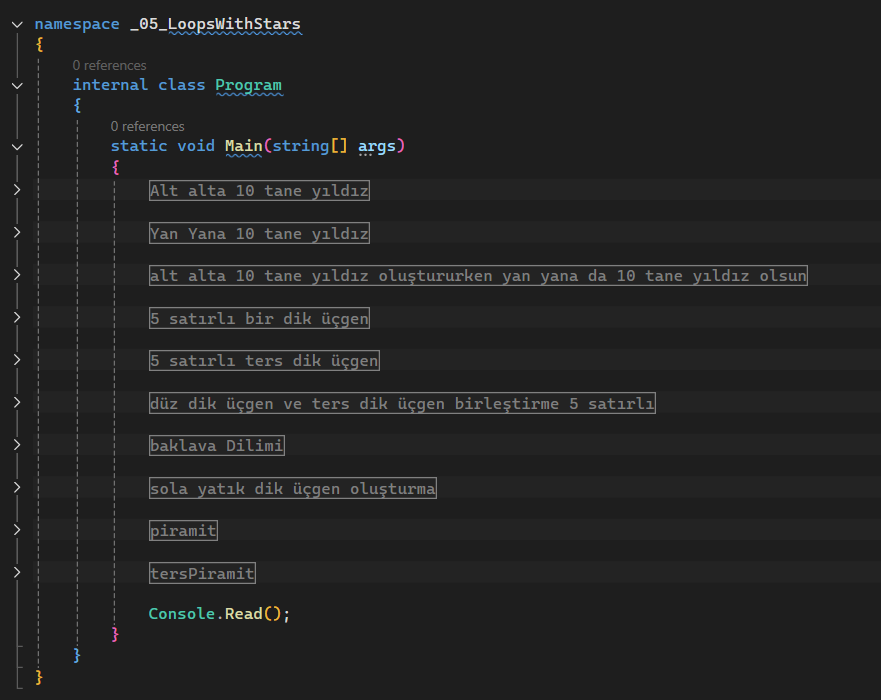 namespace _05_LoopsWithStars
{
0 references
internal class Program
{
0 references
static void Main(string[] args)
{
Alt alta 10 tane yıldız
Yan Yana 10 tane yıldız
alt alta 10 tane yıldız oluştururken yan yana da 10 tane yıldız olsun
5 satırlı bir dik üçgen
5 satırlı ters dik üçgen
düz dik üçgen ve ters dik üçgen birleştirme 5 satırlı
baklava Dilimi
sola yatık dik üçgen oluşturma
piramit
tersPiramit
Console.Read();
}
}
}